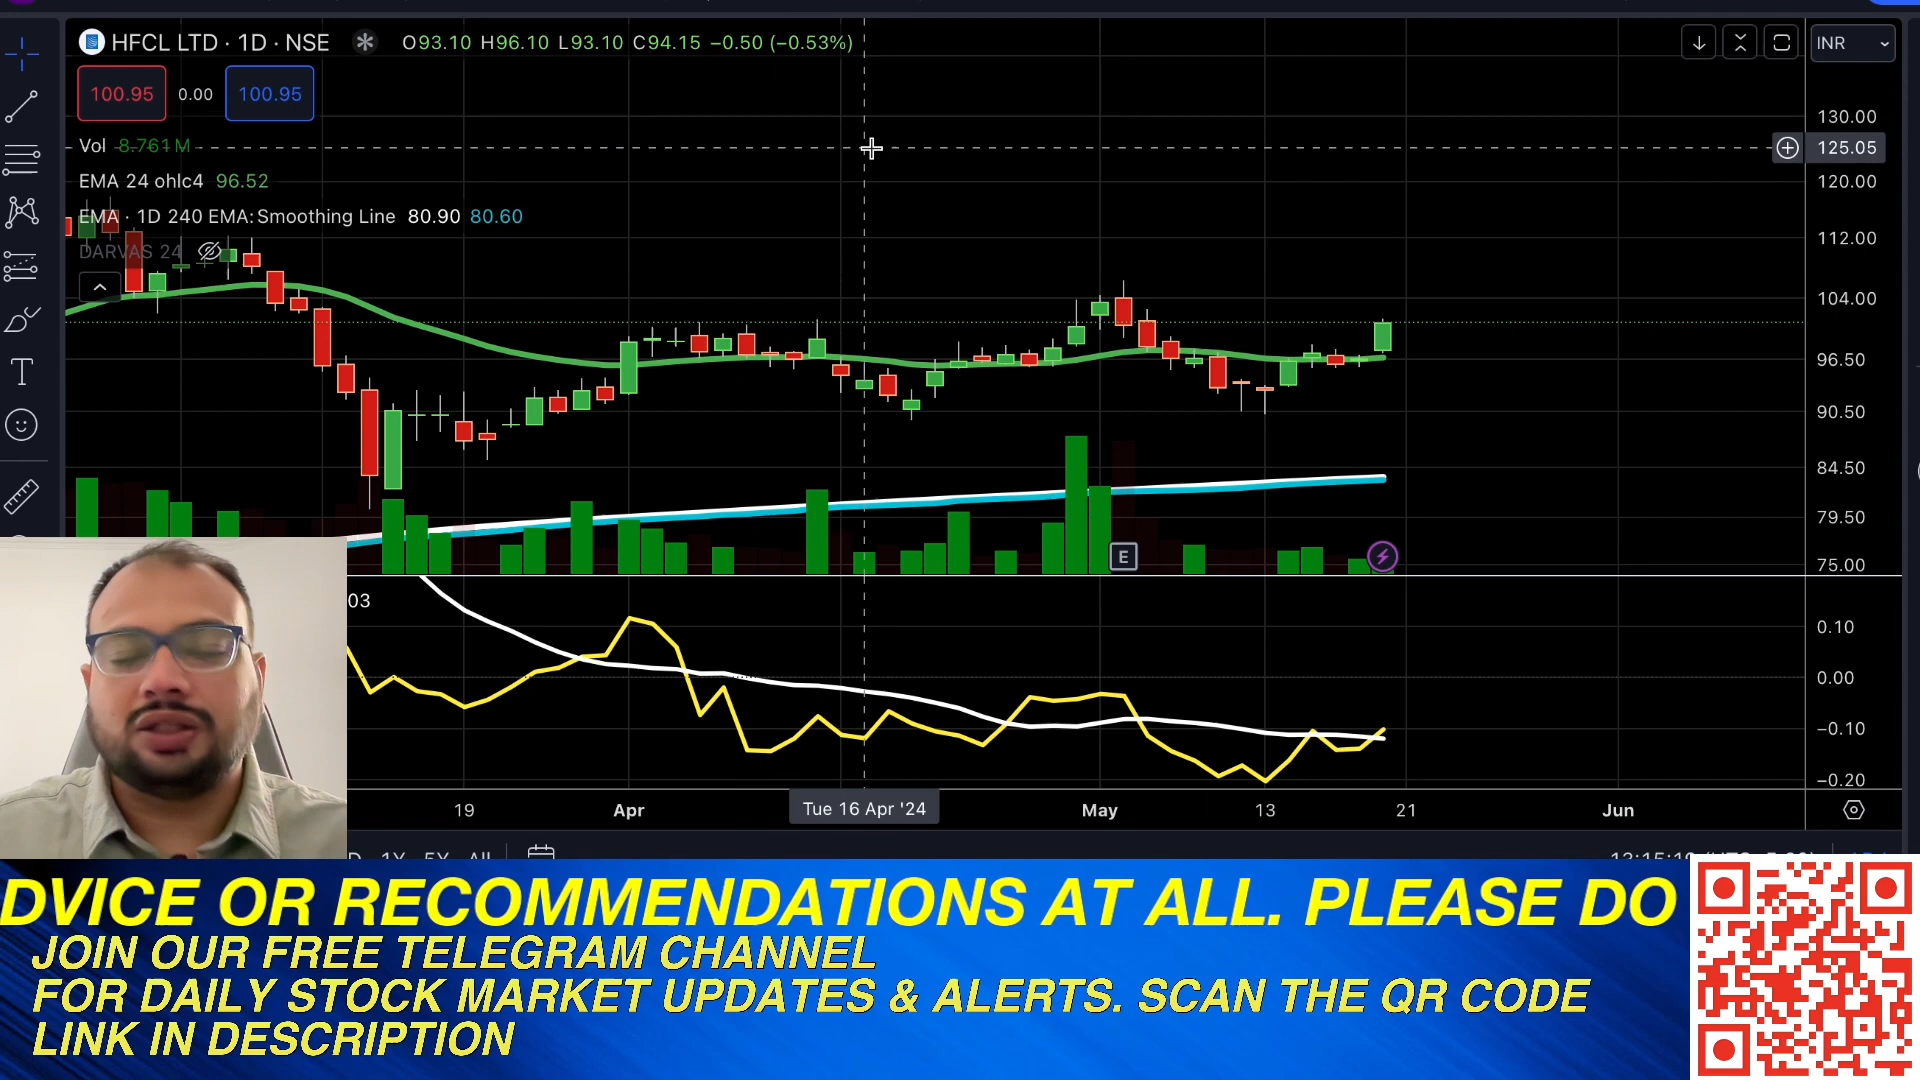 HFCL LTD · 1D · NSE O93.10 H96.10 L93.10 C94.15 −0.50 (−0.53%)
INR
100.95 0.00 100.95
130.00
Vol 8.761M
125.05
EMA 24 ohlc4 96.52
120.00
EMA · 1D 240 EMA: Smoothing Line 80.90 80.60
112.00
DARVAS 24
104.00
96.50
90.50
84.50
79.50
E
75.00
03
0.10
0.00
−0.10
−0.20
19 Apr Tue 16 Apr '24 May 13 21 Jun
1Y 5Y All
DVICE OR RECOMMENDATIONS AT ALL. PLEASE DO
JOIN OUR FREE TELEGRAM CHANNEL
FOR DAILY STOCK MARKET UPDATES & ALERTS. SCAN THE QR CODE
LINK IN DESCRIPTION